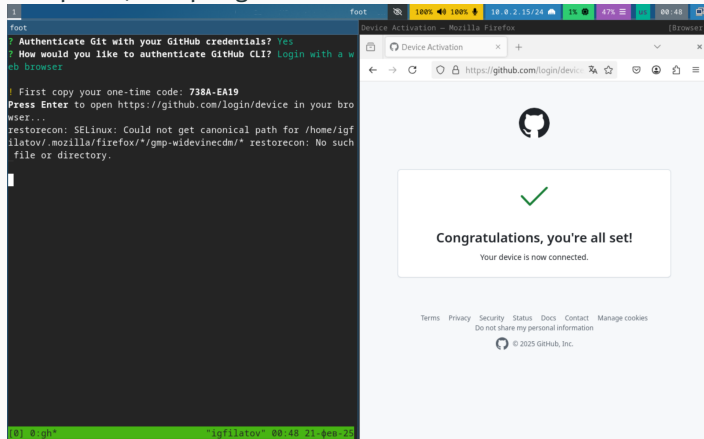 1
foot
100% 100%
10.0.2.15/24
1%
47%
us
00:48
foot
Device Activation — Mozilla Firefox
[Browser
? Authenticate Git with your GitHub credentials? Yes
? How would you like to authenticate GitHub CLI? Login with a w
eb browser
! First copy your one-time code: 738A-EA19
Press Enter to open https://github.com/login/device in your bro
wser...
restorecon: SELinux: Could not get canonical path for /home/igf
ilatov/.mozilla/firefox/*/gmp-widevinecdm/* restorecon: No such
file or directory.
[0] 0:gh*
"igfilatov" 00:48 21-фев-25
Device Activation
https://github.com/login/device
Congratulations, you're all set!
Your device is now connected.
Terms Privacy Security Status Docs Contact Manage cookies
Do not share my personal information
© 2025 GitHub, Inc.